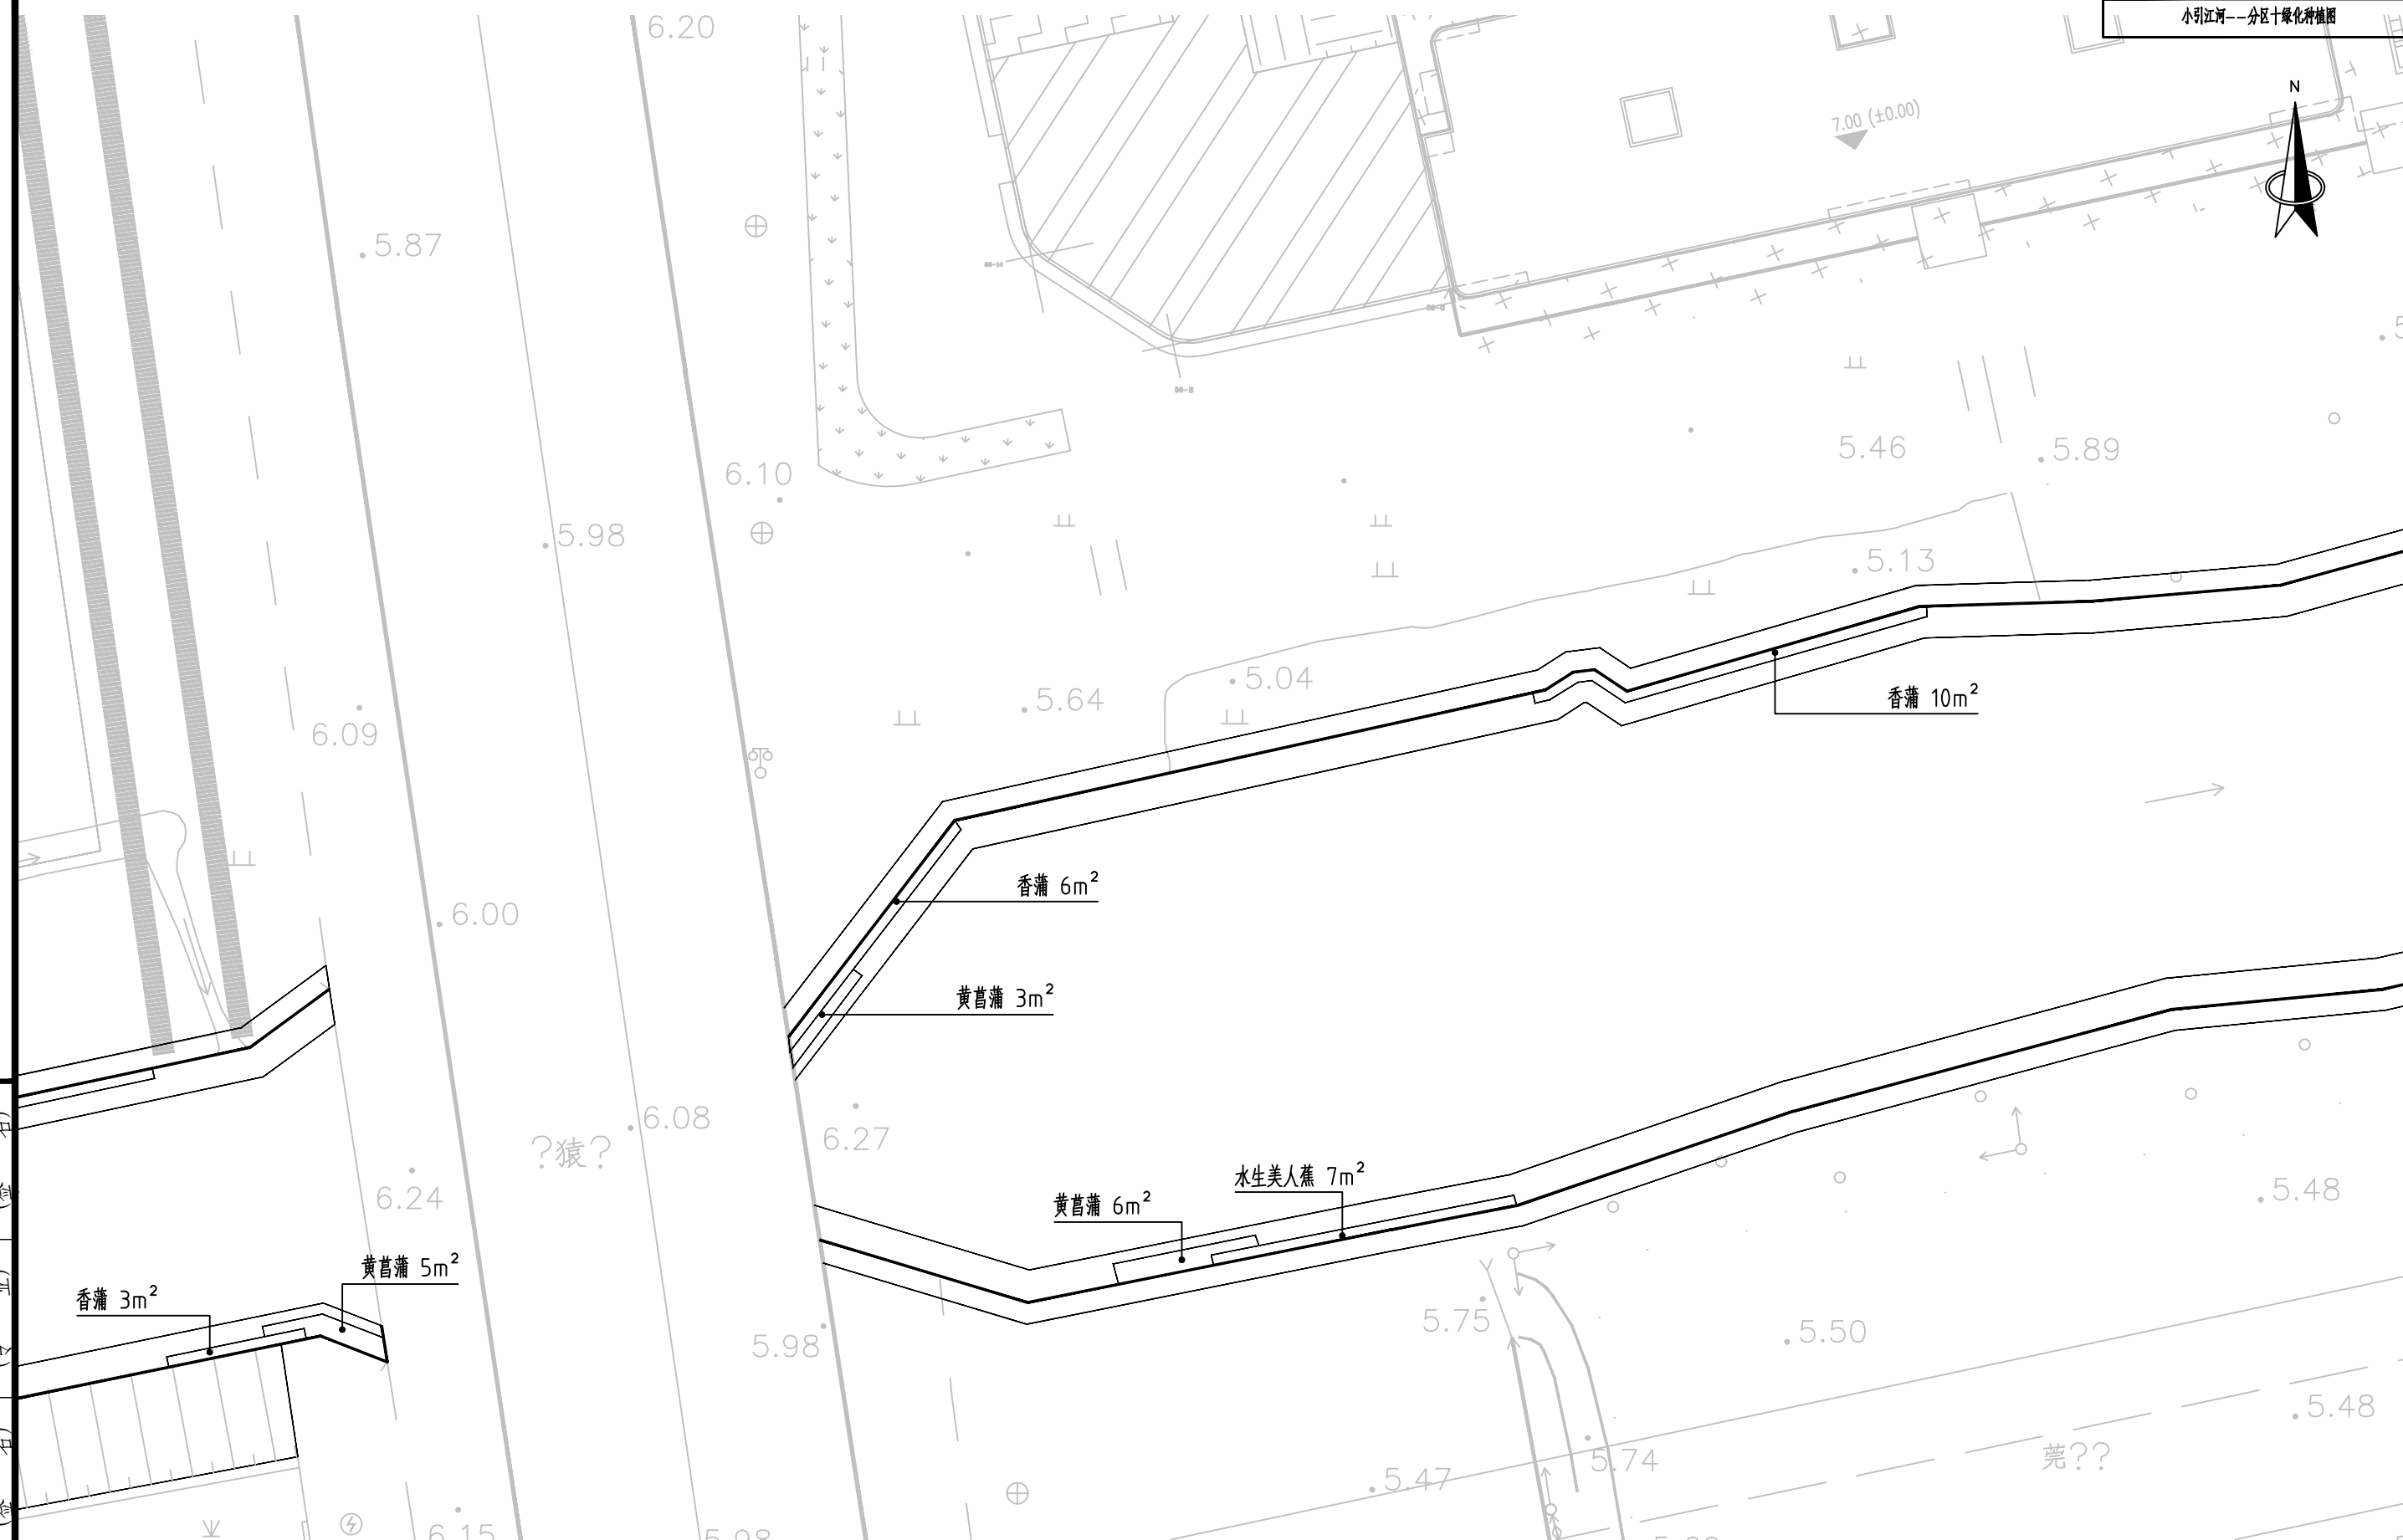 小引江河--分区十绿化种植图
6.20
N
7.00 (±0.00)
5.87
5.46
5.89
6.10
5.98
5.13
5.04
5.64
香蒲 10m²
6.09
香蒲 6m²
6.00
黄菖蒲 3m²
6.08
?猿?
6.27
水生美人蕉 7m²
5.48
6.24
黄菖蒲 6m²
黄菖蒲 5m²
香蒲 3m²
5.75
5.50
5.98
5.48
莞??
5.74
5.47
6.15
5.98